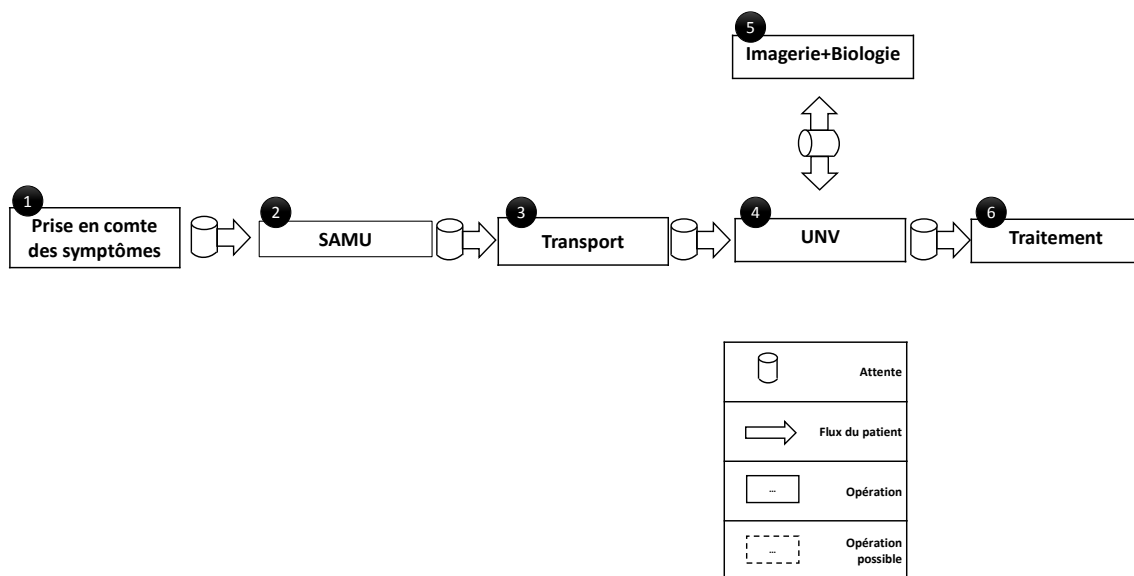 5
Imagerie+Biologie
1
Prise en comte
des symptômes
2
SAMU
3
Transport
4
UNV
6
Traitement
Attente
Flux du patient
...
Opération
...
Opération
possible